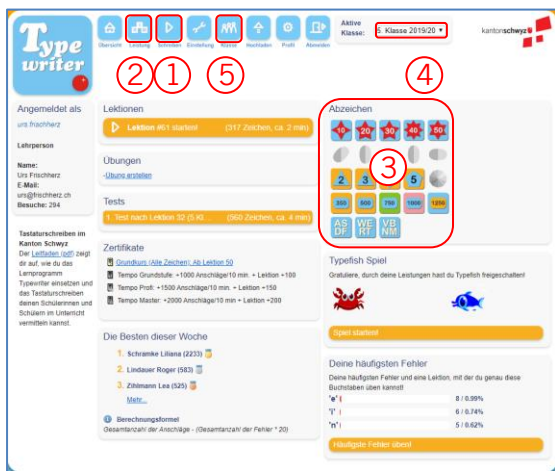 Type
writer
Übersicht Leistung Schreiben Einstellung Klasse Hochladen Profil Abmelden
Aktive
Klasse:
5. Klasse 2019/20
kantonschwyz
2 1 5 4
Angemeldet als
urs.frischherz
Lehrperson
Name:
Urs Frischherz
E-Mail:
urs@frischherz.ch
Besuche: 294
Tastaturschreiben im
Kanton Schwyz
Der Leitfaden (pdf) zeigt
dir auf, wie du das
Lernprogramm
Typewriter einsetzen und
das Tastaturschreiben
deinen Schülerinnen und
Schülern im Unterricht
vermitteln kannst.
Lektionen
Lektion #61 starten! (317 Zeichen, ca. 2 min)
Übungen
-Übung erstellen
Tests
1. Test nach Lektion 32 (5.Kl. .. (560 Zeichen, ca. 4 min)
Zertifikate
Grundkurs (Alle Zeichen): Ab Lektion 50
Tempo Grundstufe: +1000 Anschläge/10 min. + Lektion +100
Tempo Profi: +1500 Anschläge/10 min. + Lektion +150
Tempo Master: +2000 Anschläge/10 min + Lektion +200
Die Besten dieser Woche
1. Schramke Liliana (2233)
2. Lindauer Roger (583)
3. Zihlmann Lea (525)
Mehr...
Berechnungsformel
Gesamtanzahl der Anschläge - (Gesamtanzahl der Fehler * 20)
Abzeichen
10 20 30 40 50
3
2 3 5
350 500 750 1000 1250
AS DF WE RT VB NM
Typefish Spiel
Gratuliere, durch deine Leistungen hast du Typefish freigeschalten!
Spiel starten!
Deine häufigsten Fehler
Deine häufigsten Fehler und eine Lektion, mit der du genau diese
Buchstaben üben kannst!
'e' 8 / 0.99%
'i' 6 / 0.74%
'n' 5 / 0.62%
Häufigste Fehler üben!